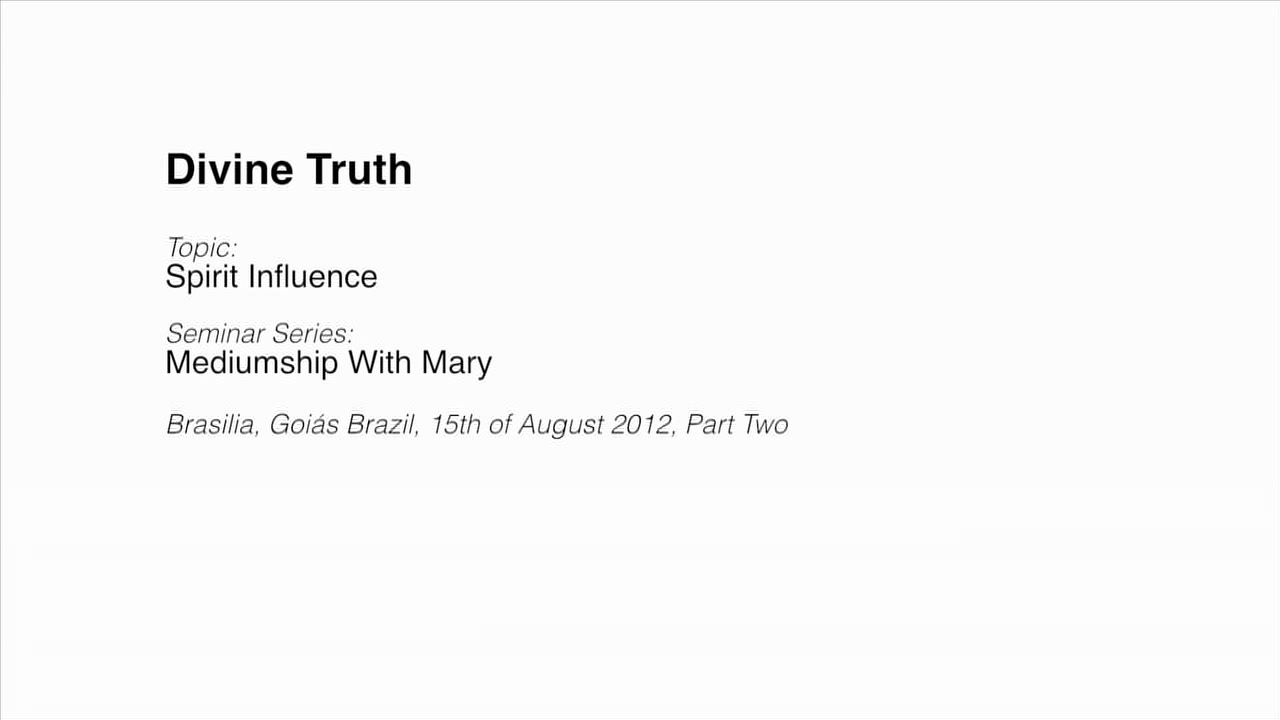 Divine Truth
Topic:
Spirit Influence
Seminar Series:
Mediumship With Mary
Brasilia, Goiás Brazil, 15th of August 2012, Part Two